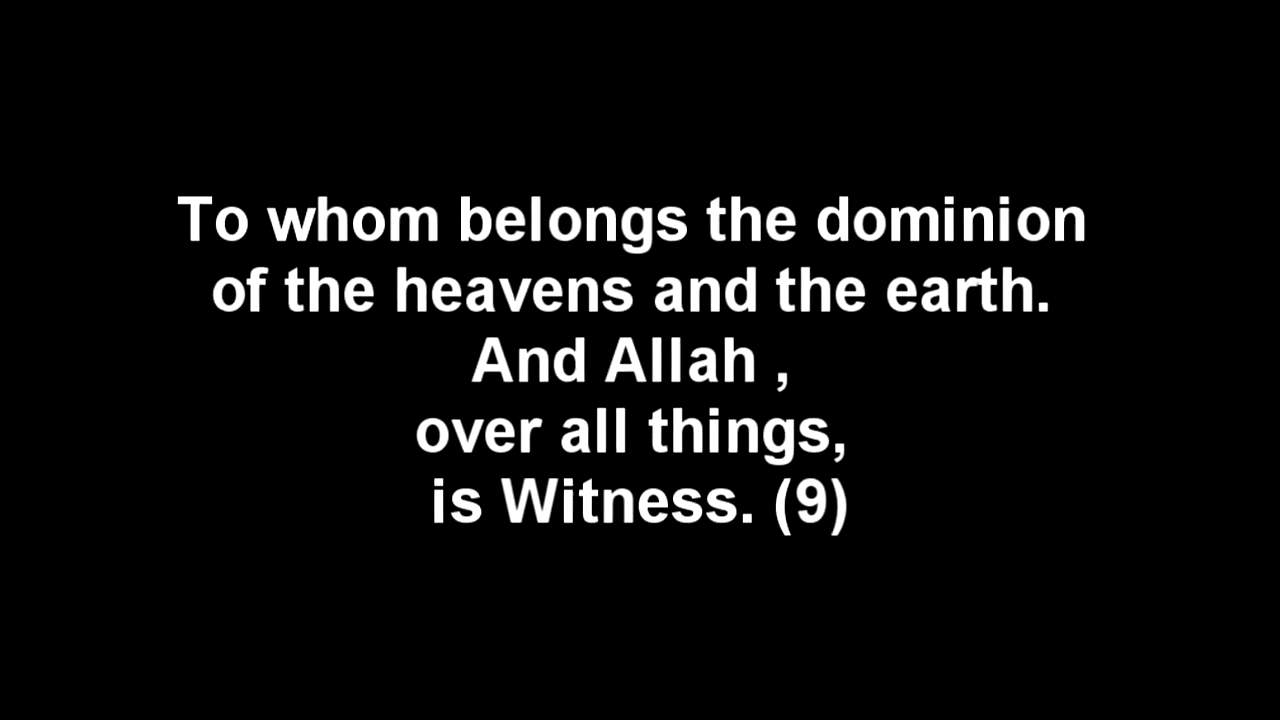 To whom belongs the dominion
of the heavens and the earth.
And Allah ,
over all things,
is Witness. (9)